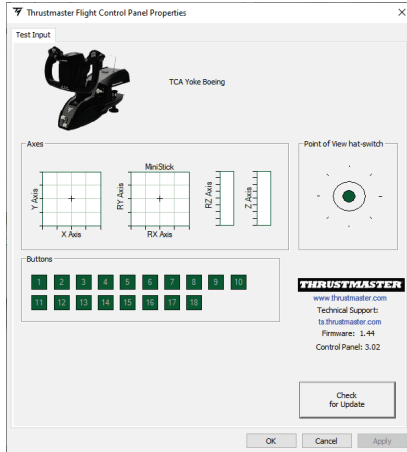 Thrustmaster Flight Control Panel Properties
Test Input
TCA Yoke Boeing
Axes
Y Axis
X Axis
MiniStick
RY Axis
RX Axis
RZ Axis
Z Axis
Point of View hat-switch
Buttons
1 2 3 4 5 6 7 8 9 10
11 12 13 14 15 16 17 18
THRUSTMASTER
www.thrustmaster.com
Technical Support:
ts.thrustmaster.com
Firmware: 1.44
Control Panel: 3.02
Check
for Update
OK Cancel Apply